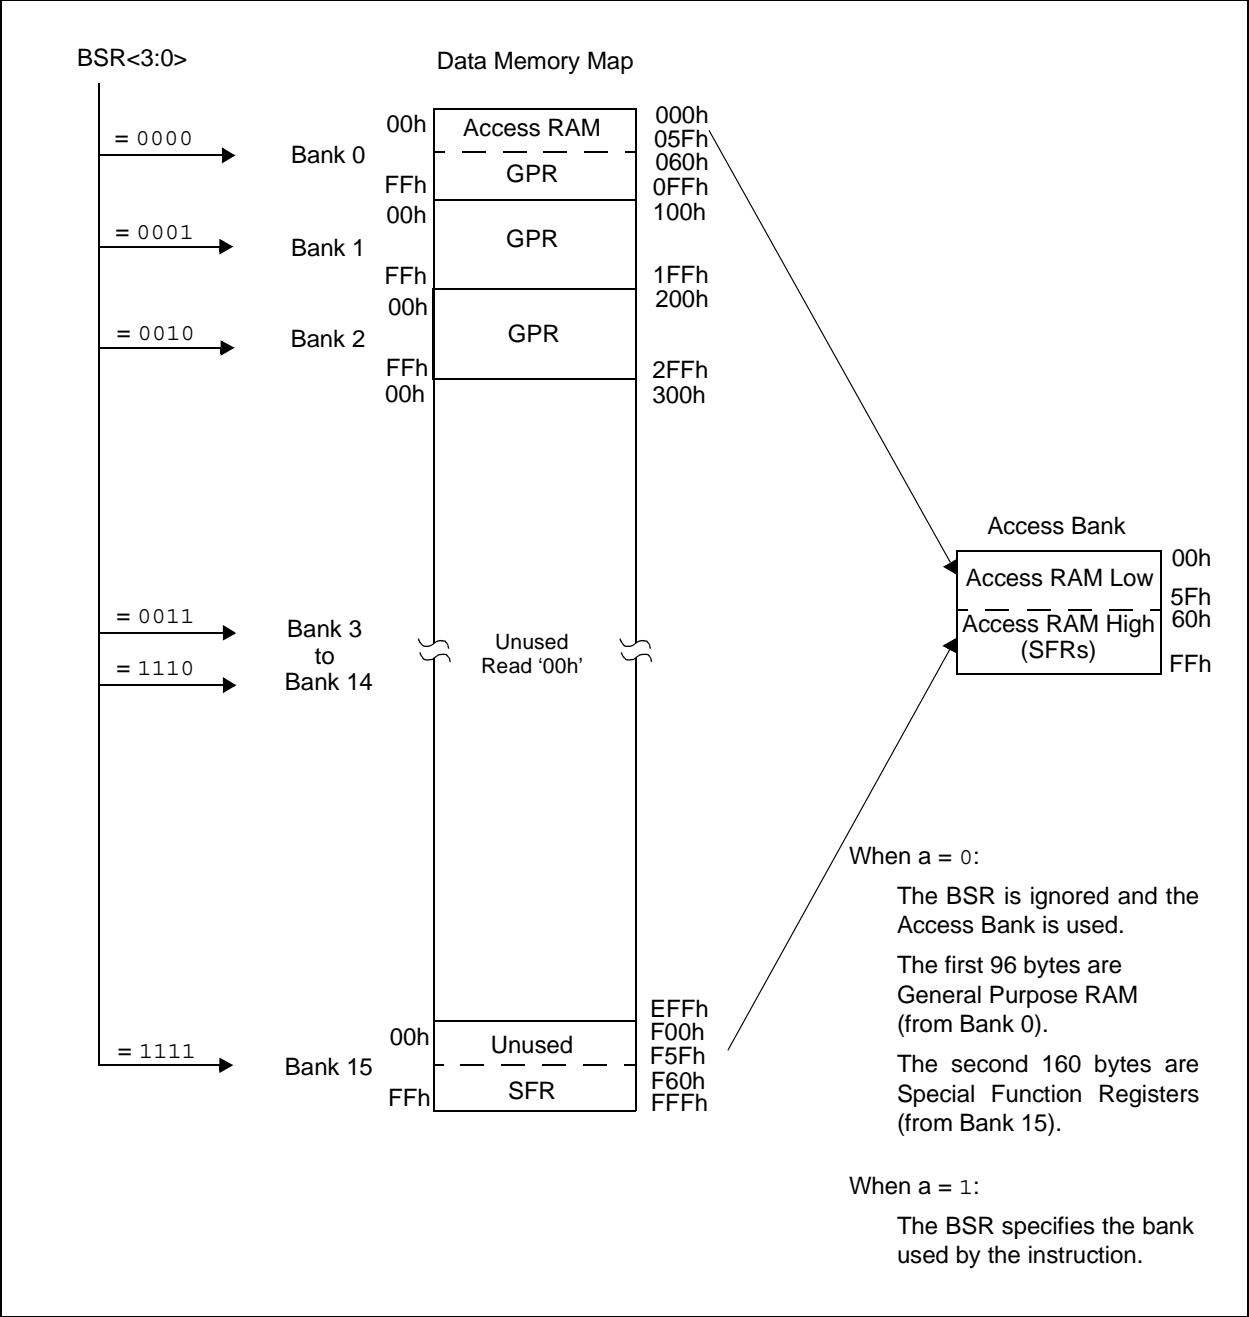 BSR<3:0>
Data Memory Map
= 0000
Bank 0
00h
Access RAM
000h
05Fh
060h
FFh
GPR
0FFh
= 0001
Bank 1
00h
GPR
100h
FFh
1FFh
= 0010
Bank 2
00h
GPR
200h
FFh
2FFh
00h
300h
= 0011
Bank 3
to
= 1110
Bank 14
Unused
Read ‘00h’
EFFh
= 1111
Bank 15
00h
Unused
F00h
F5Fh
FFh
SFR
F60h
FFFh
Access Bank
Access RAM Low
00h
5Fh
Access RAM High
(SFRs)
60h
FFh
When a = 0:
The BSR is ignored and the
Access Bank is used.
The first 96 bytes are
General Purpose RAM
(from Bank 0).
The second 160 bytes are
Special Function Registers
(from Bank 15).
When a = 1:
The BSR specifies the bank
used by the instruction.